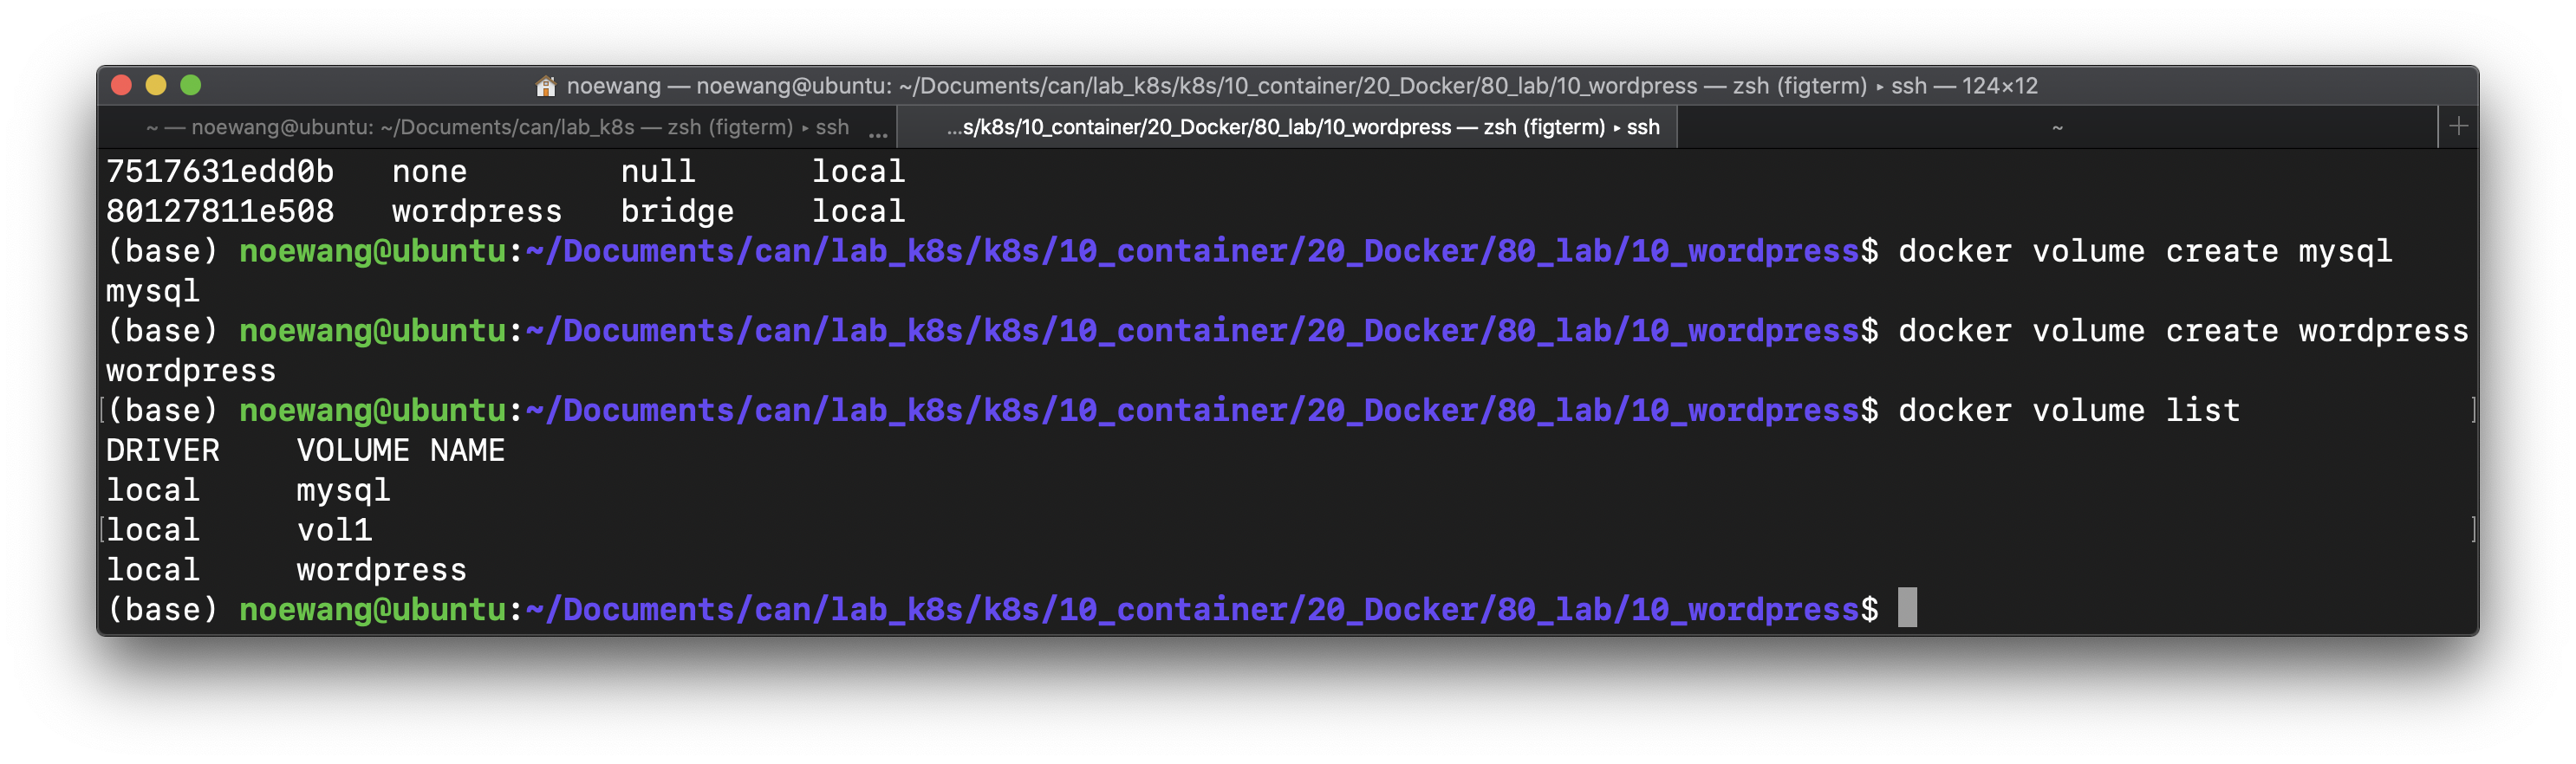 noewang — noewang@ubuntu: ~/Documents/can/lab_k8s/k8s/10_container/20_Docker/80_lab/10_wordpress — zsh (figterm) ▸ ssh — 124×12
~ — noewang@ubuntu: ~/Documents/can/lab_k8s — zsh (figterm) ▸ ssh ... ...s/k8s/10_container/20_Docker/80_lab/10_wordpress — zsh (figterm) ▸ ssh ~ +
7517631edd0b   none        null      local
80127811e508   wordpress   bridge    local
(base) noewang@ubuntu:~/Documents/can/lab_k8s/k8s/10_container/20_Docker/80_lab/10_wordpress$ docker volume create mysql
mysql
(base) noewang@ubuntu:~/Documents/can/lab_k8s/k8s/10_container/20_Docker/80_lab/10_wordpress$ docker volume create wordpress
wordpress
[(base) noewang@ubuntu:~/Documents/can/lab_k8s/k8s/10_container/20_Docker/80_lab/10_wordpress$ docker volume list ]
DRIVER    VOLUME NAME
local     mysql
[local     vol1 ]
local     wordpress
(base) noewang@ubuntu:~/Documents/can/lab_k8s/k8s/10_container/20_Docker/80_lab/10_wordpress$